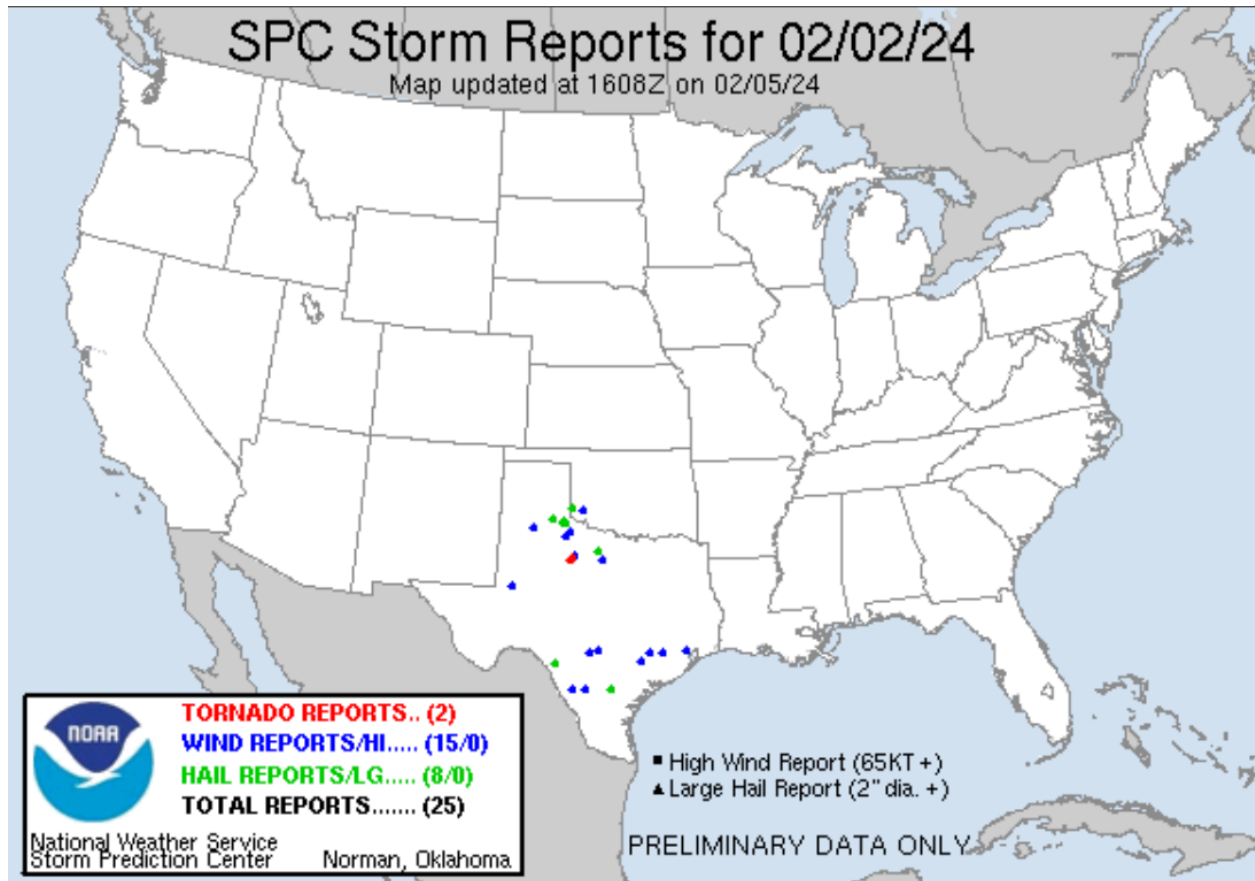 SPC Storm Reports for 02/02/24
Map updated at 1608Z on 02/05/24
NOAA
TORNADO REPORTS.. (2)
WIND REPORTS/HI..... (15/0)
HAIL REPORTS/LG..... (8/0)
TOTAL REPORTS....... (25)
National Weather Service
Storm Prediction Center Norman, Oklahoma
High Wind Report (65KT +)
Large Hail Report (2" dia. +)
PRELIMINARY DATA ONLY